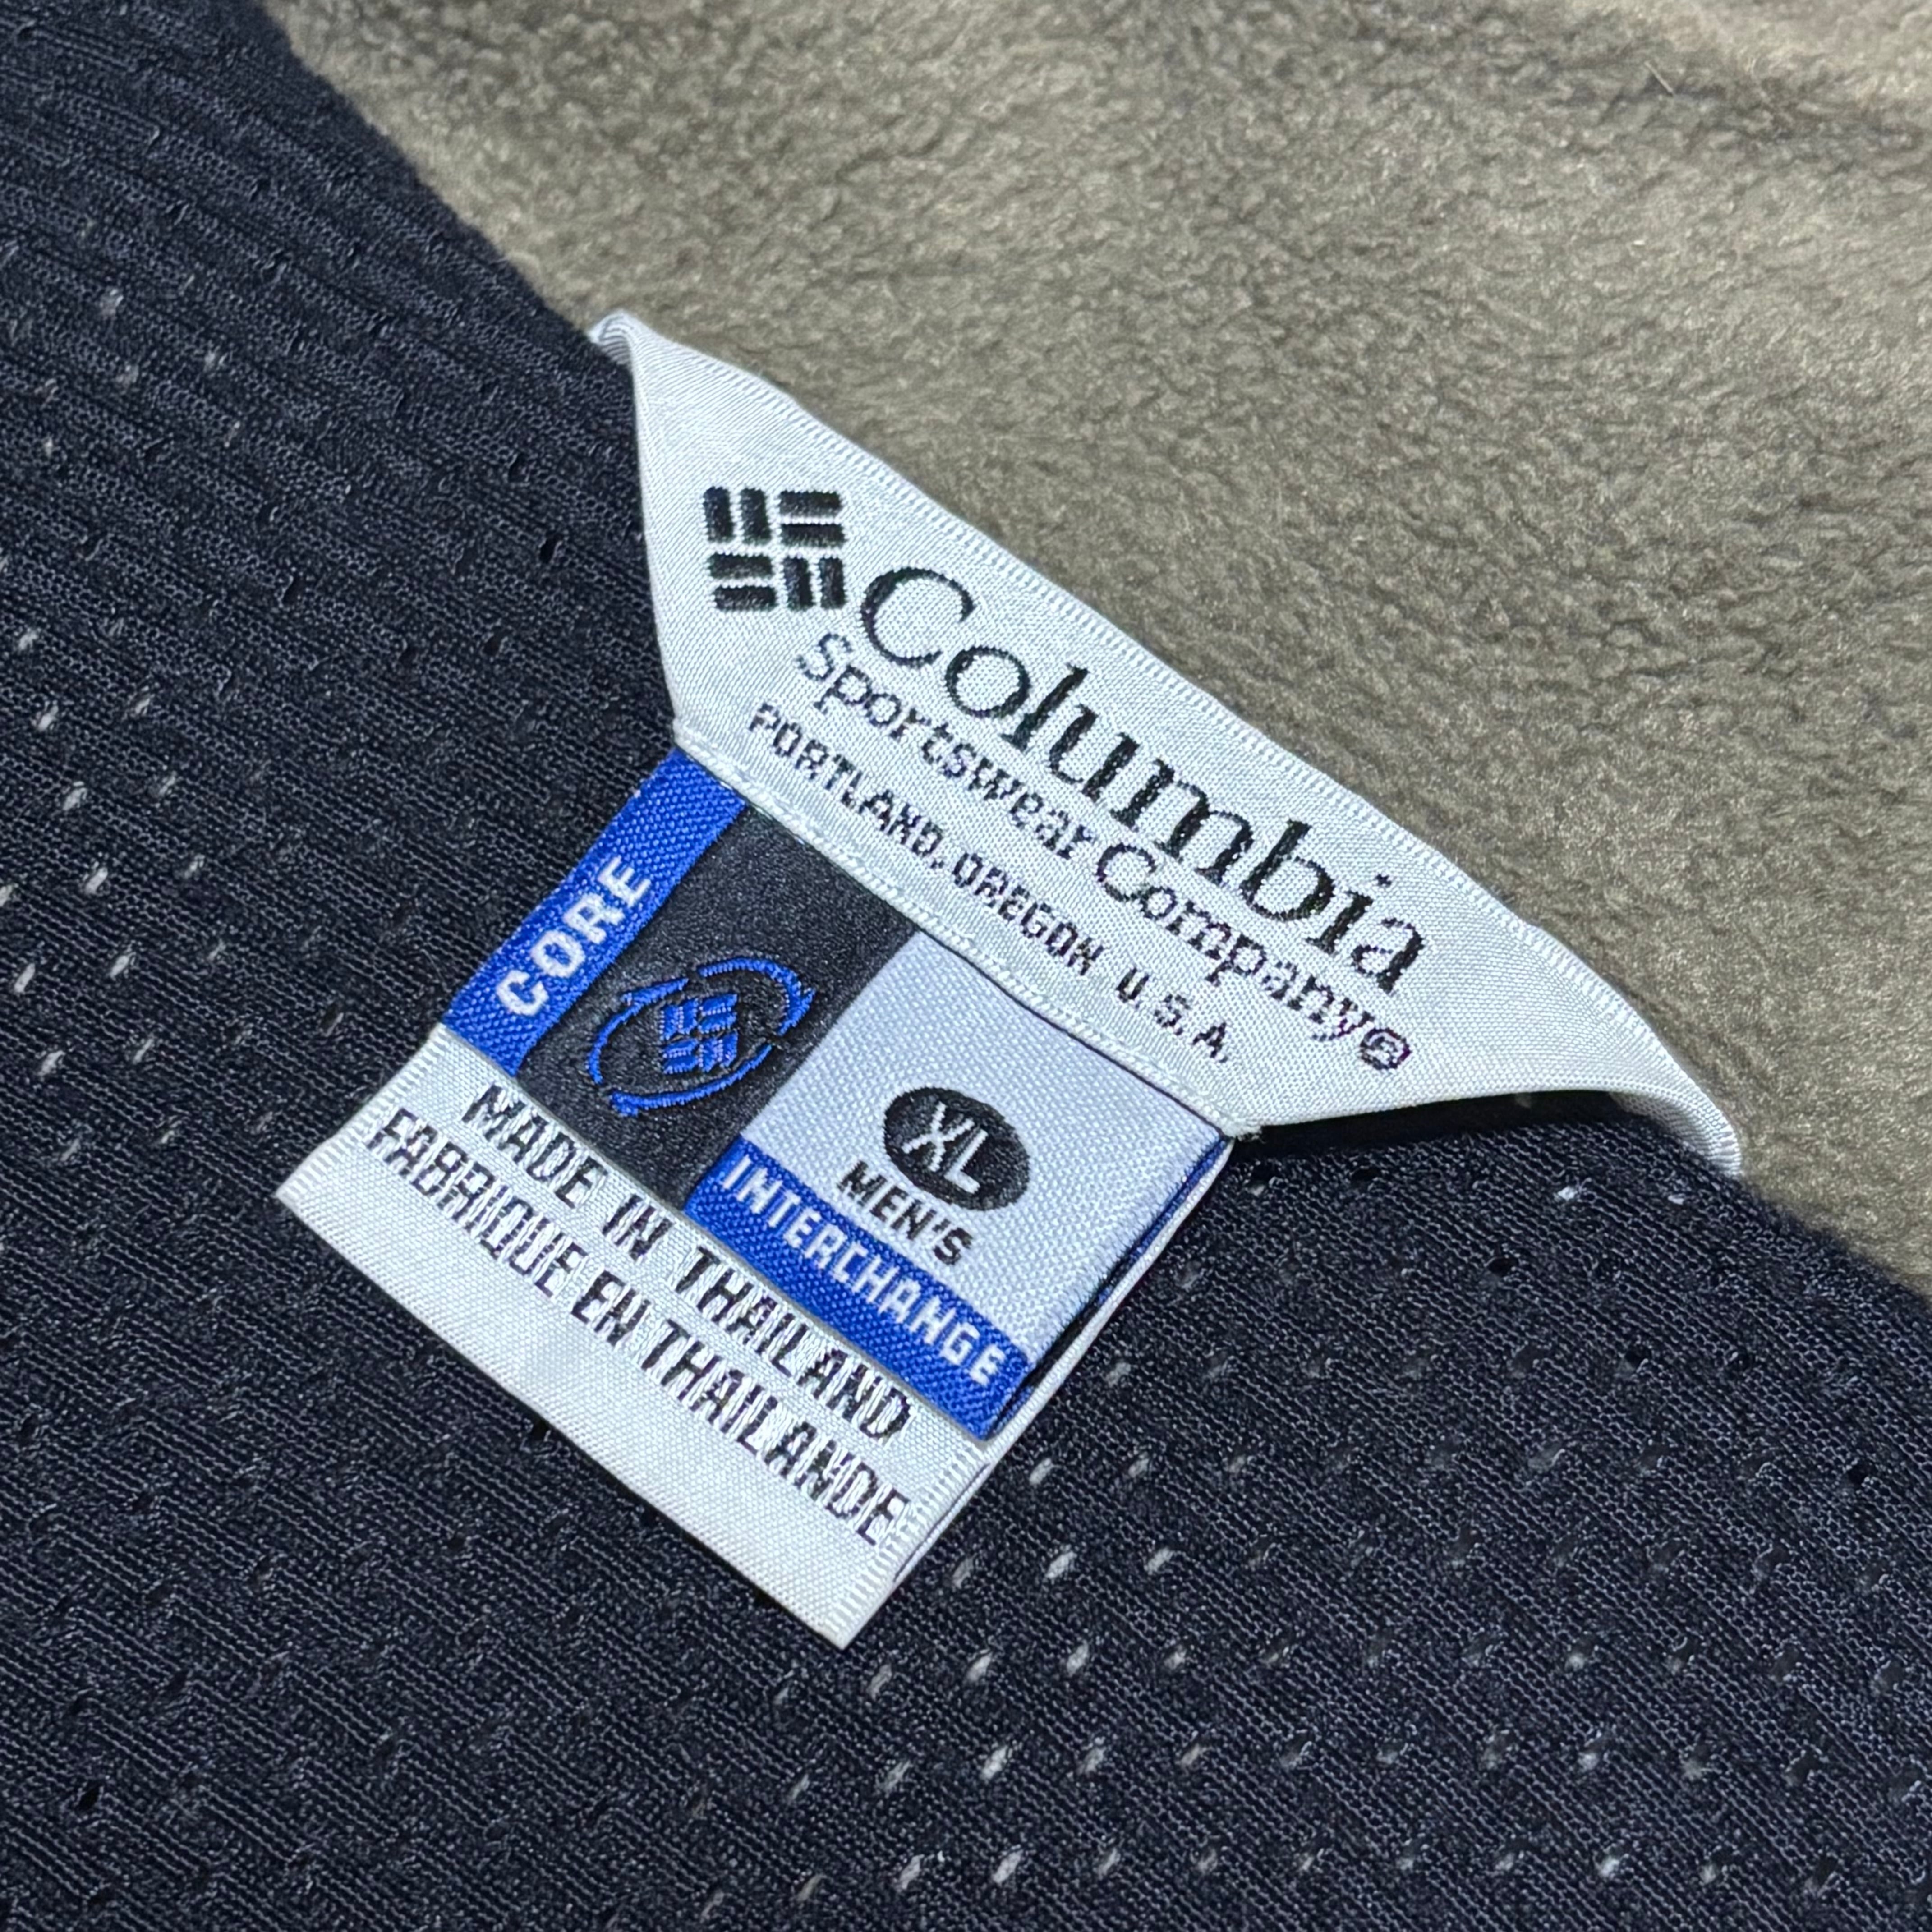 Columbia
Sportswear Company®
PORTLAND, OREGON U.S.A.
CORE
XL
MEN'S
INTERCHANGE
MADE IN THAILAND
FABRIQUE EN THAILANDE